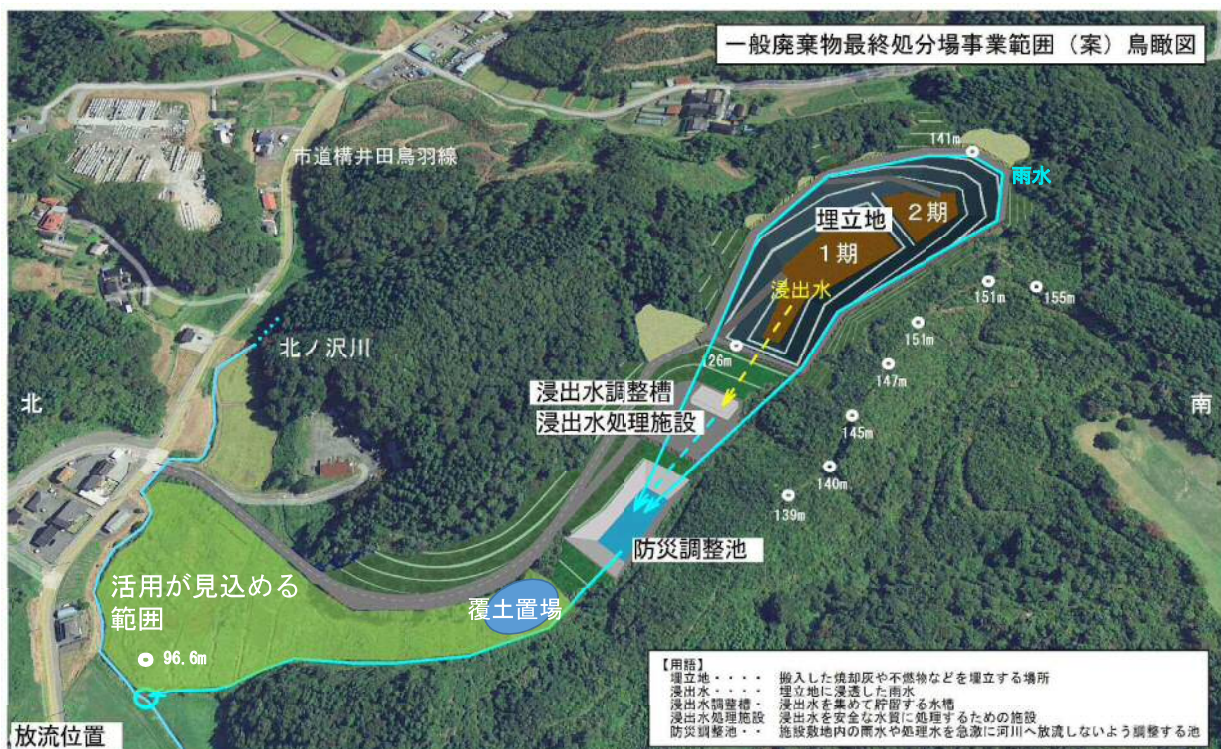 一般廃棄物最終処分場事業範囲（案）鳥瞰図
141m
雨水
市道横井田鳥羽線
２期
埋立地
１期
浸出水
151m
155m
151m
北ノ沢川
126m
147m
浸出水調整槽
北
南
浸出水処理施設
145m
140m
139m
防災調整池
活用が見込める
範囲
覆土置場
96.6m
放流位置
【用語】
埋立地・・・・ 搬入した焼却灰や不燃物などを埋立する場所
浸出水・・・・ 埋立地に浸透した雨水
浸出水調整槽・ 浸出水を集めて貯留する水槽
浸出水処理施設 浸出水を安全な水質に処理するための施設
防災調整池・・ 施設敷地内の雨水や処理水を急激に河川へ放流しないよう調整する池